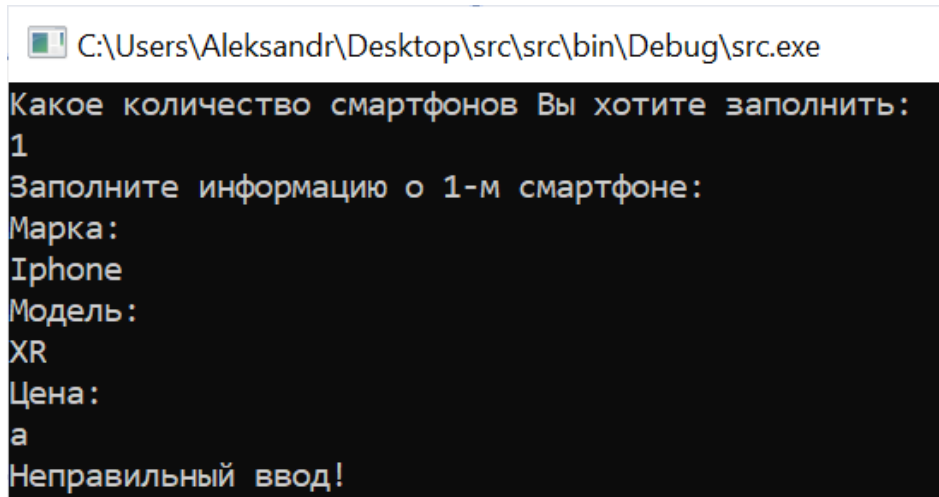 C:\Users\Aleksandr\Desktop\src\src\bin\Debug\src.exe
Какое количество смартфонов Вы хотите заполнить:
1
Заполните информацию о 1-м смартфоне:
Марка:
Iphone
Модель:
XR
Цена:
а
Неправильный ввод!